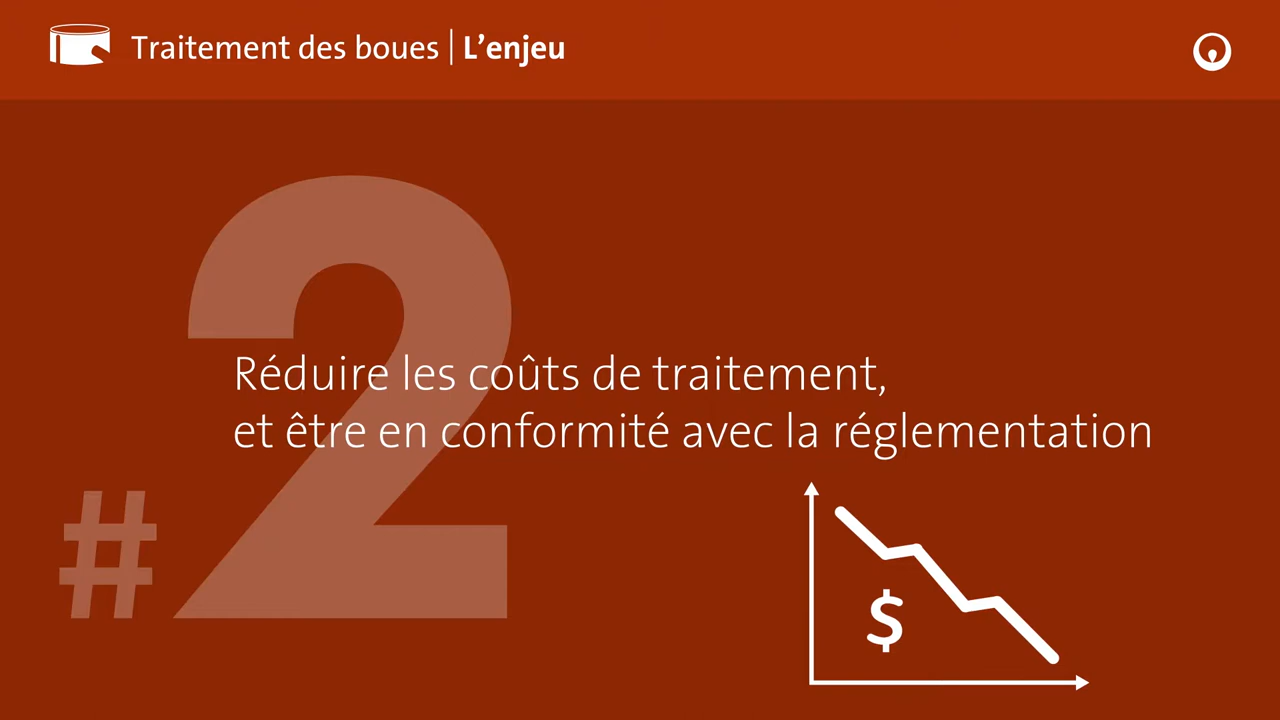 Traitement des boues | L'enjeu
#2
Réduire les coûts de traitement,
et être en conformité avec la réglementation
$